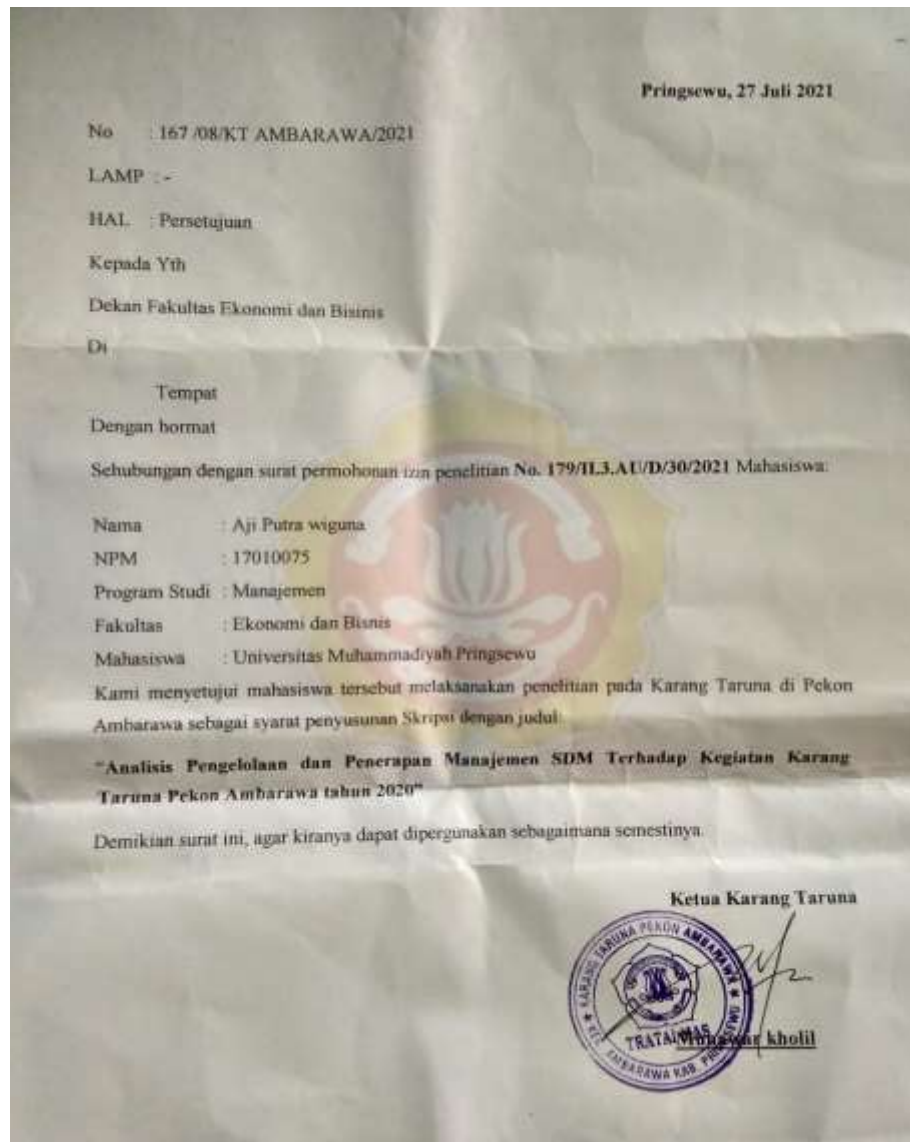 Pringsewu, 27 Juli 2021
No : 167 /08/KT AMBARAWA/2021
LAMP : -
HAL : Persetujuan
Kepada Yth
Dekan Fakultas Ekonomi dan Bisinis
Di
Tempat
Dengan hormat
Sehubungan dengan surat permohonan izin penelitian No. 179/II.3.AU/D/30/2021 Mahasiswa:
Nama : Aji Putra wiguna
NPM : 17010075
Program Studi : Manajemen
Fakultas : Ekonomi dan Bisnis
Mahasiswa : Universitas Muhammadiyah Pringsewu
Kami menyetujui mahasiswa tersebut melaksanakan penelitian pada Karang Taruna di Pekon
Ambarawa sebagai syarat penyusunan Skripsi dengan judul:
"Analisis Pengelolaan dan Penerapan Manajemen SDM Terhadap Kegiatan Karang
Taruna Pekon Ambarawa tahun 2020"
Demikian surat ini, agar kiranya dapat dipergunakan sebagaimana semestinya.
Ketua Karang Taruna
KARANG TARUNA PEKON AMBARAWA
TRATAI MAS
KEC. AMBARAWA KAB. PRINGSEWU
kholil